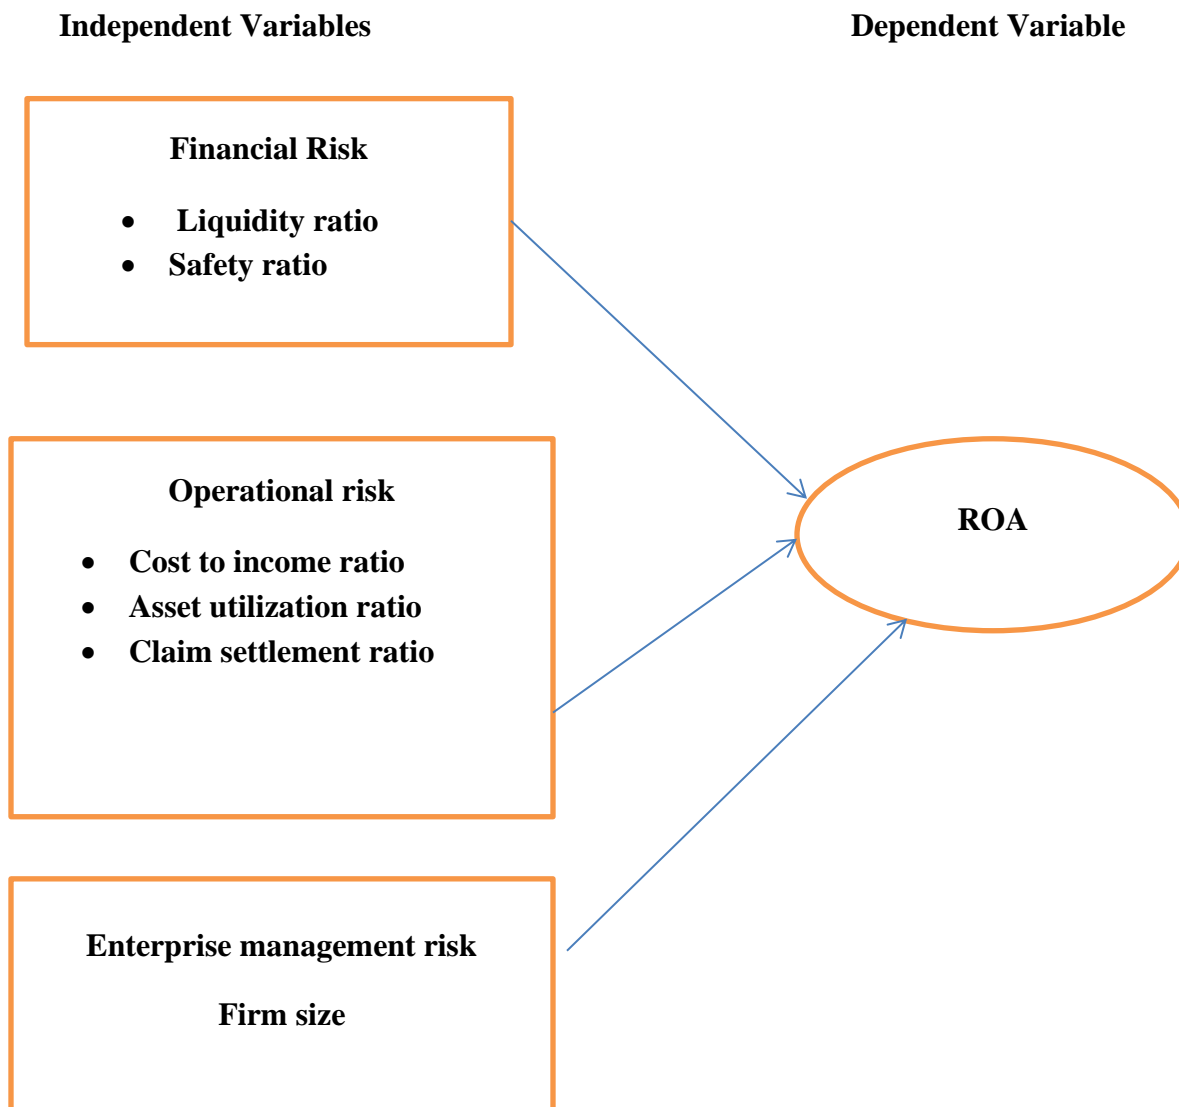 Independent Variables
Dependent Variable
Financial Risk
• Liquidity ratio
• Safety ratio
Operational risk
• Cost to income ratio
• Asset utilization ratio
• Claim settlement ratio
ROA
Enterprise management risk
Firm size